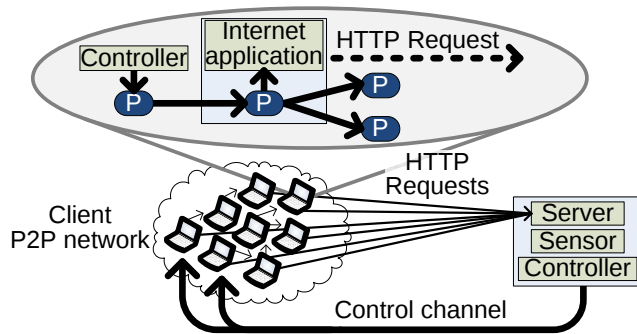 Internet
application
Controller
HTTP Request
P
P
P
P
HTTP
Requests
Client
P2P network
Server
Sensor
Controller
Control channel